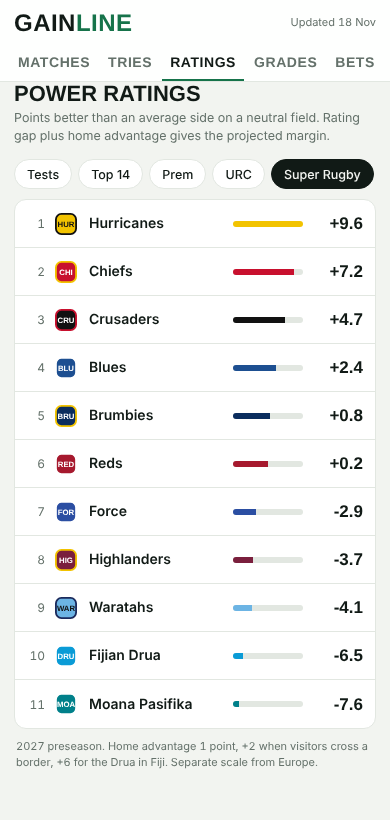 GAINLINE
Updated 18 Nov
MATCHES TRIES RATINGS GRADES BETS
POWER RATINGS
Points better than an average side on a neutral field. Rating
gap plus home advantage gives the projected margin.
Tests Top 14 Prem URC Super Rugby
1 HUR Hurricanes +9.6
2 CHI Chiefs +7.2
3 CRU Crusaders +4.7
4 BLU Blues +2.4
5 BRU Brumbies +0.8
6 RED Reds +0.2
7 FOR Force -2.9
8 HIG Highlanders -3.7
9 WAR Waratahs -4.1
10 DRU Fijian Drua -6.5
11 MOA Moana Pasifika -7.6
2027 preseason. Home advantage 1 point, +2 when visitors cross a
border, +6 for the Drua in Fiji. Separate scale from Europe.